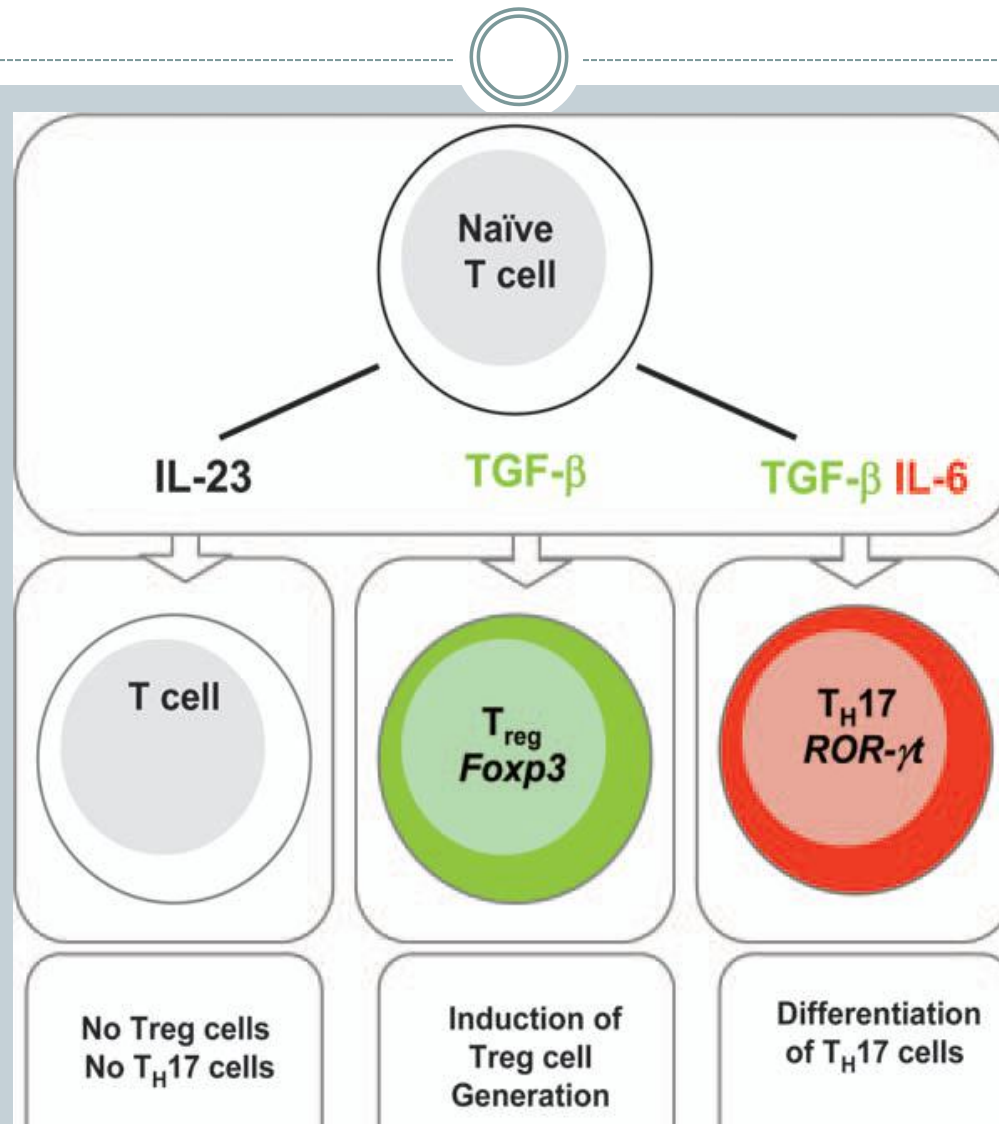 Naïve
T cell
IL-23
TGF-β
TGF-β IL-6
T cell
Treg
Foxp3
TH17
ROR-γt
No Treg cells
No TH17 cells
Induction of
Treg cell
Generation
Differentiation
of TH17 cells